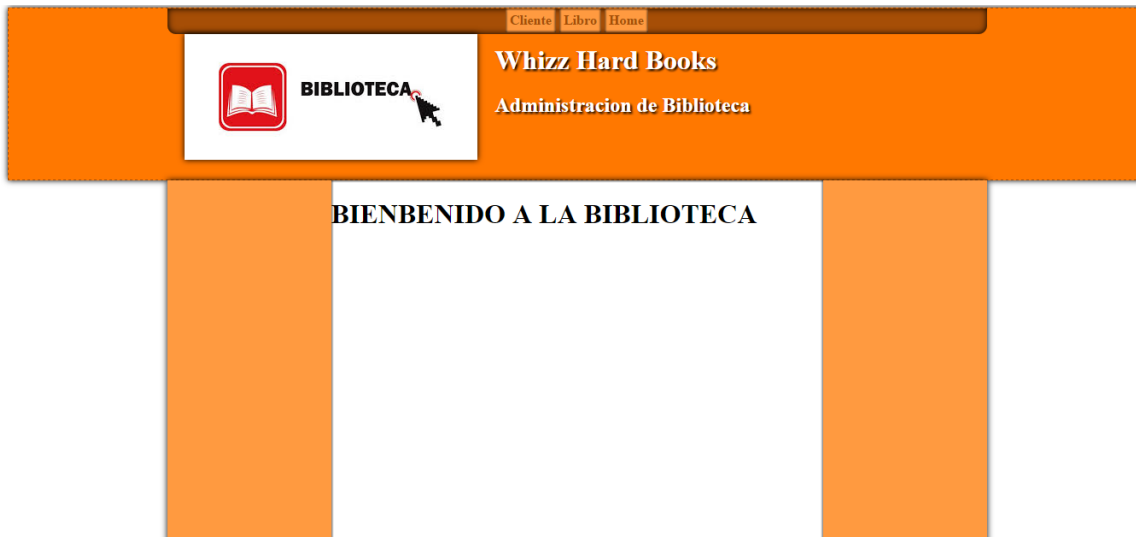 Cliente Libro Home
BIBLIOTECA
Whizz Hard Books
Administracion de Biblioteca
BIENBENIDO A LA BIBLIOTECA